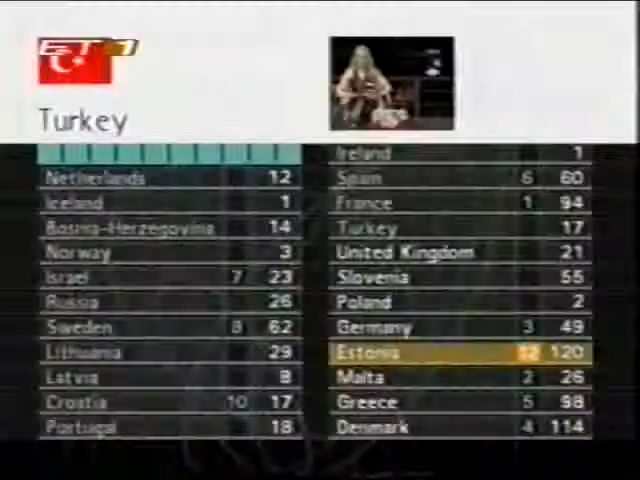 ET1
Turkey
Netherlands 12
Iceland 1
Bosnia-Herzegovina 14
Norway 3
Israel 7 23
Russia 26
Sweden 8 62
Lithuania 29
Latvia 8
Croatia 10 17
Portugal 18
Ireland 1
Spain 6 60
France 1 94
Turkey 17
United Kingdom 21
Slovenia 55
Poland 2
Germany 3 49
Estonia 12 120
Malta 2 26
Greece 5 98
Denmark 4 114